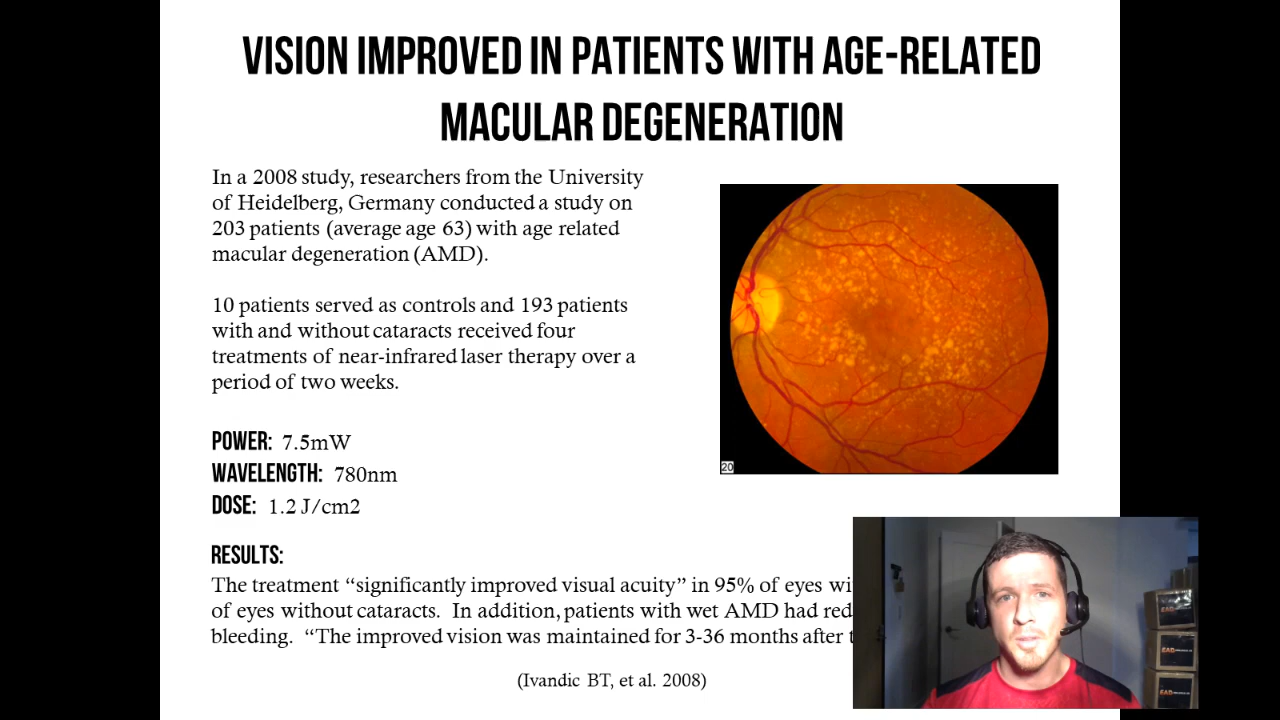 VISION IMPROVED IN PATIENTS WITH AGE-RELATED
MACULAR DEGENERATION
In a 2008 study, researchers from the University
of Heidelberg, Germany conducted a study on
203 patients (average age 63) with age related
macular degeneration (AMD).
10 patients served as controls and 193 patients
with and without cataracts received four
treatments of near-infrared laser therapy over a
period of two weeks.
POWER: 7.5mW
WAVELENGTH: 780nm
DOSE: 1.2 J/cm2
20
RESULTS:
The treatment “significantly improved visual acuity” in 95% of eyes
of eyes without cataracts. In addition, patients with wet AMD had
bleeding. “The improved vision was maintained for 3-36 months after
(Ivandic BT, et al. 2008)